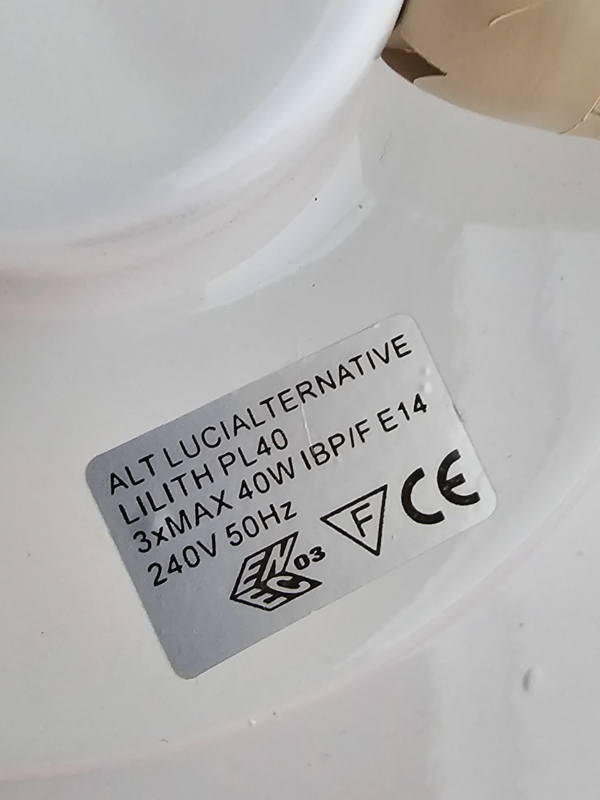 ALT LUCIALTERNATIVE
LILITH PL40
3xMAX 40W IBP/F E14
240V 50Hz
ENEC 03
F
CE